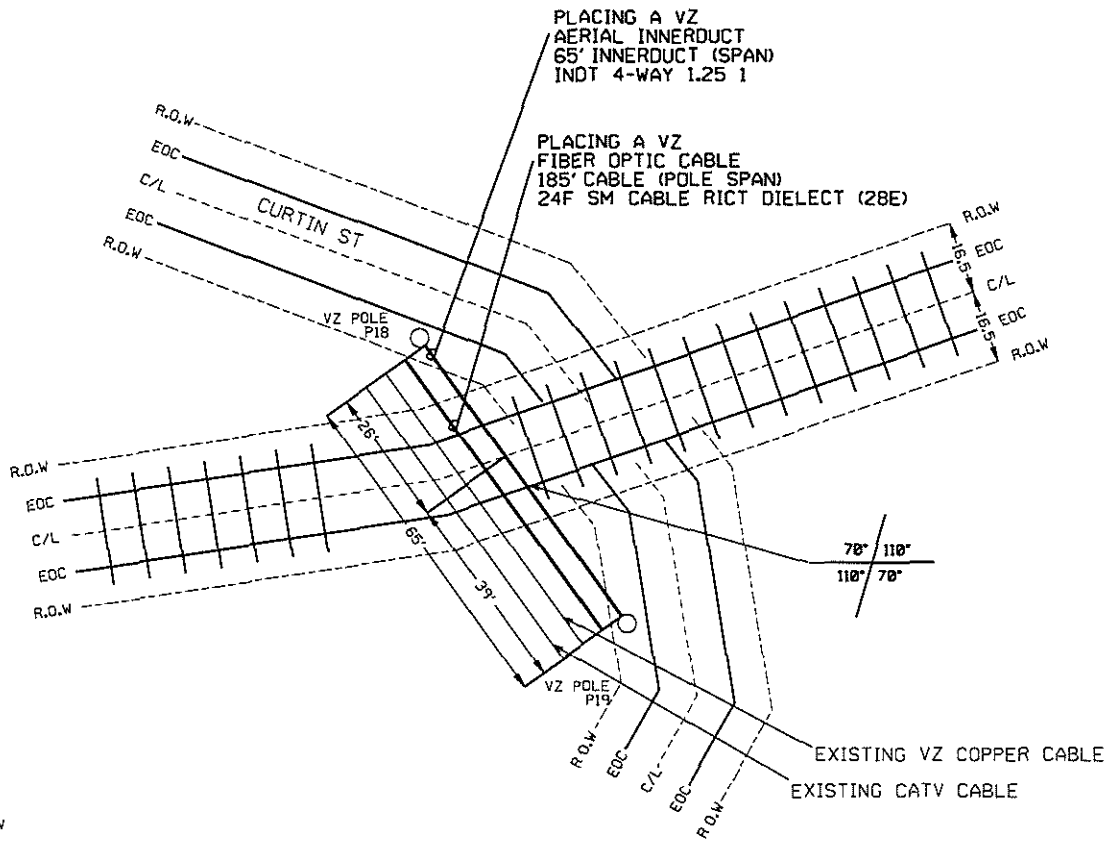 PLACING A VZ
AERIAL INNERDUCT
65' INNERDUCT (SPAN)
INDT 4-WAY 1.25 1
PLACING A VZ
FIBER OPTIC CABLE
185' CABLE (POLE SPAN)
24F SM CABLE RICT DIELECT (28E)
R.O.W
EOC
C/L
EOC
R.O.W
CURTIN ST
R.O.W
EOC
C/L
EOC
R.O.W
16.5
16.5
VZ POLE
P18
26'
65'
39'
R.O.W
EOC
C/L
EOC
R.O.W
70° 110°
110° 70°
VZ POLE
P19
R.O.W
EOC
C/L
EOC
R.O.W
EXISTING VZ COPPER CABLE
EXISTING CATV CABLE